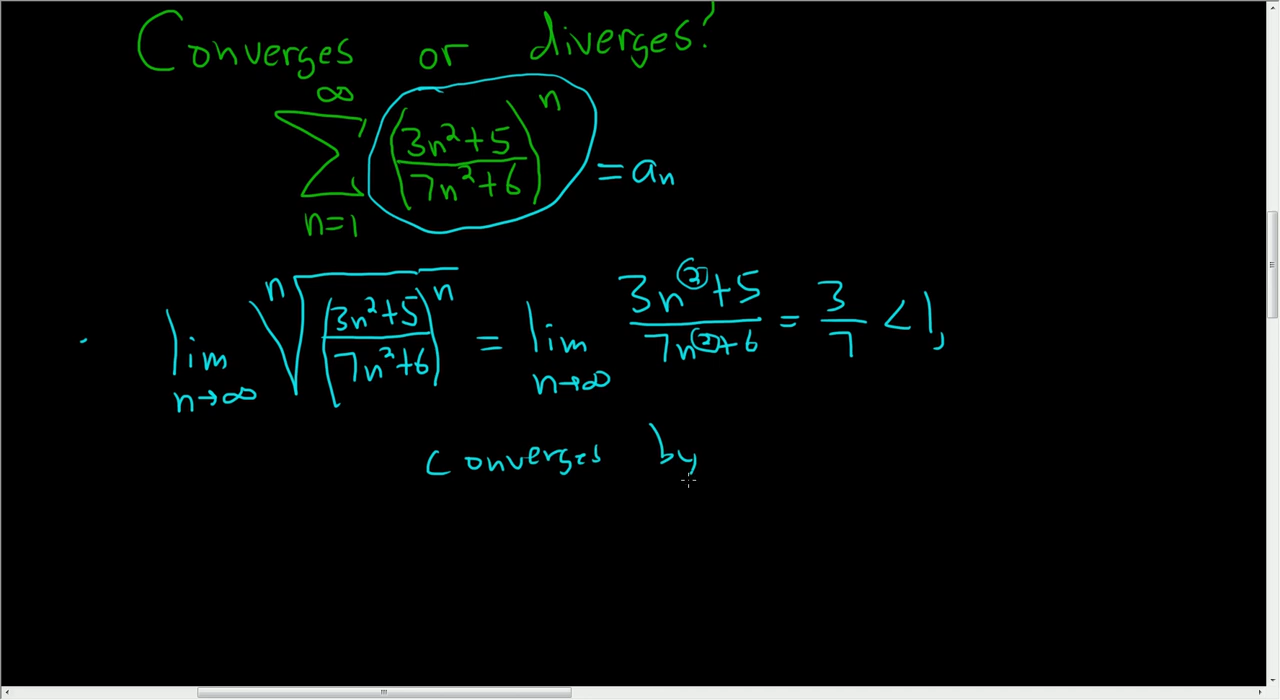 Converges or diverges?
∞
∑ ((3n²+5)/(7n²+6))ⁿ = aₙ
n=1
lim n→∞ ⁿ√((3n²+5)/(7n²+6))ⁿ = lim n→∞ (3n²+5)/(7n²+6) = 3/7 < 1,
converges by